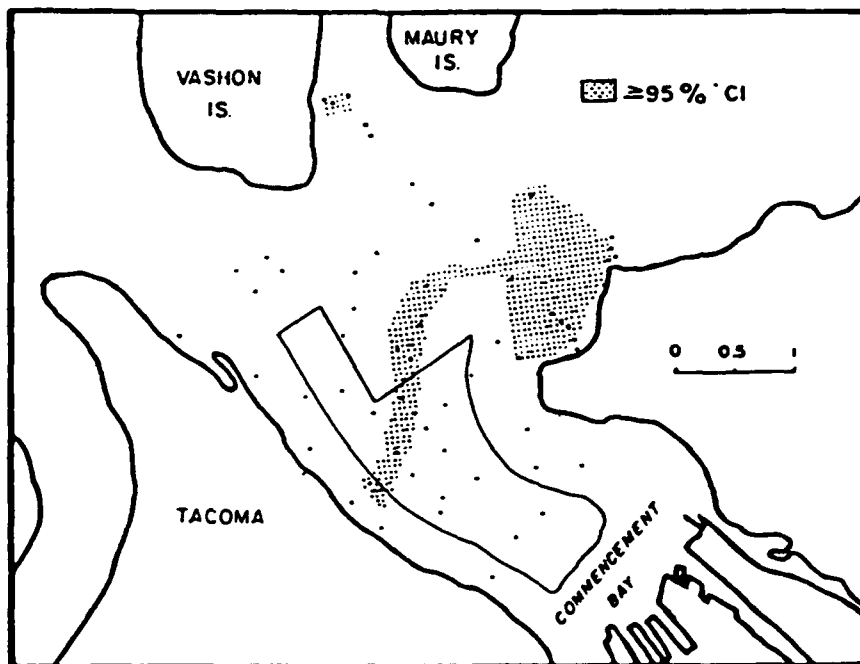 VASHON
IS.
MAURY
IS.
≥95% CI
0 0.5 1
TACOMA
COMMENCEMENT
BAY